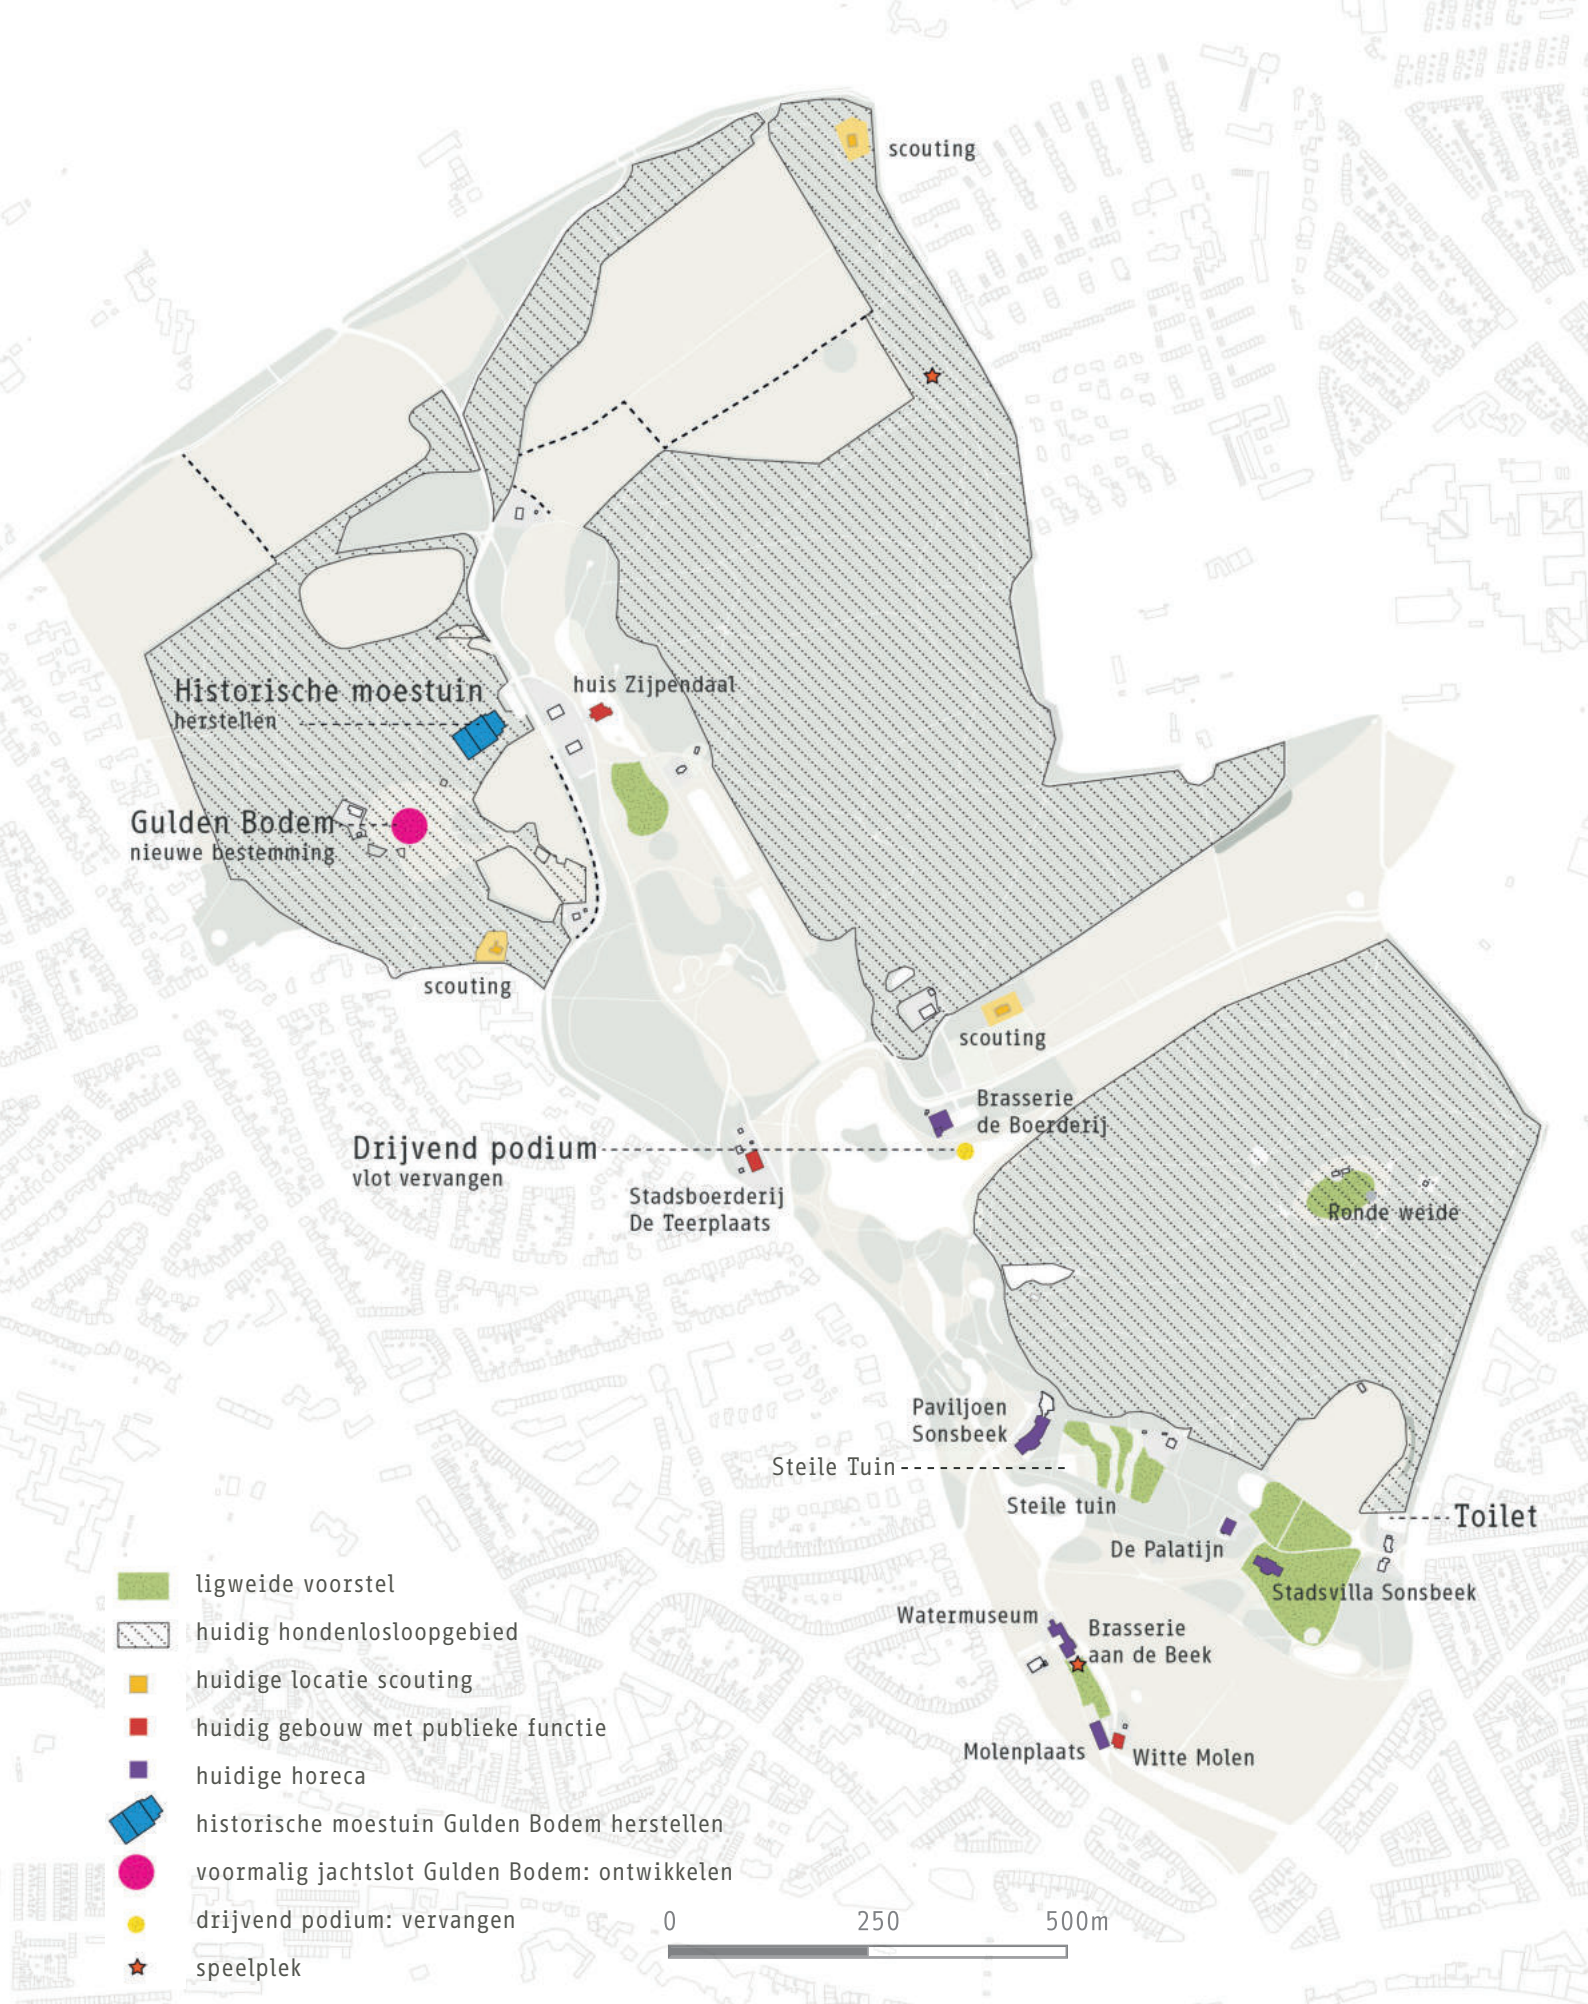 scouting
huis Zijpendaal
Historische moestuin
herstellen
Gulden Bodem
nieuwe bestemming
scouting
scouting
Brasserie
de Boerderij
Drijvend podium
vlot vervangen
Stadsboerderij
De Teerplaats
Ronde weide
Paviljoen
Sonsbeek
Steile Tuin
Steile tuin
Toilet
De Palatijn
Stadsvilla Sonsbeek
Watermuseum
Brasserie
aan de Beek
Molenplaats
Witte Molen
ligweide voorstel
huidig hondenlosloopgebied
huidige locatie scouting
huidig gebouw met publieke functie
huidige horeca
historische moestuin Gulden Bodem herstellen
voormalig jachtslot Gulden Bodem: ontwikkelen
drijvend podium: vervangen
speelplek
0 250 500m